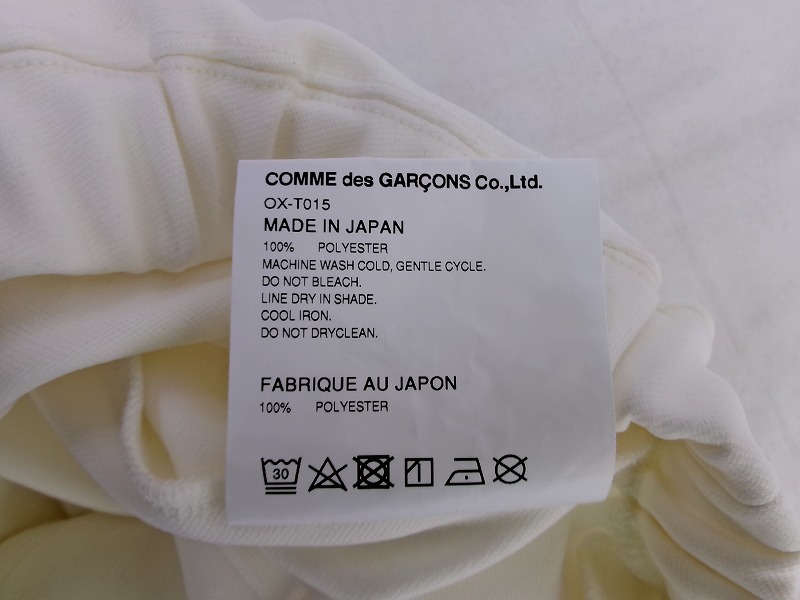 COMME des GARÇONS Co.,Ltd.
OX-T015
MADE IN JAPAN
100% POLYESTER
MACHINE WASH COLD, GENTLE CYCLE.
DO NOT BLEACH.
LINE DRY IN SHADE.
COOL IRON.
DO NOT DRYCLEAN.
FABRIQUE AU JAPON
100% POLYESTER
30